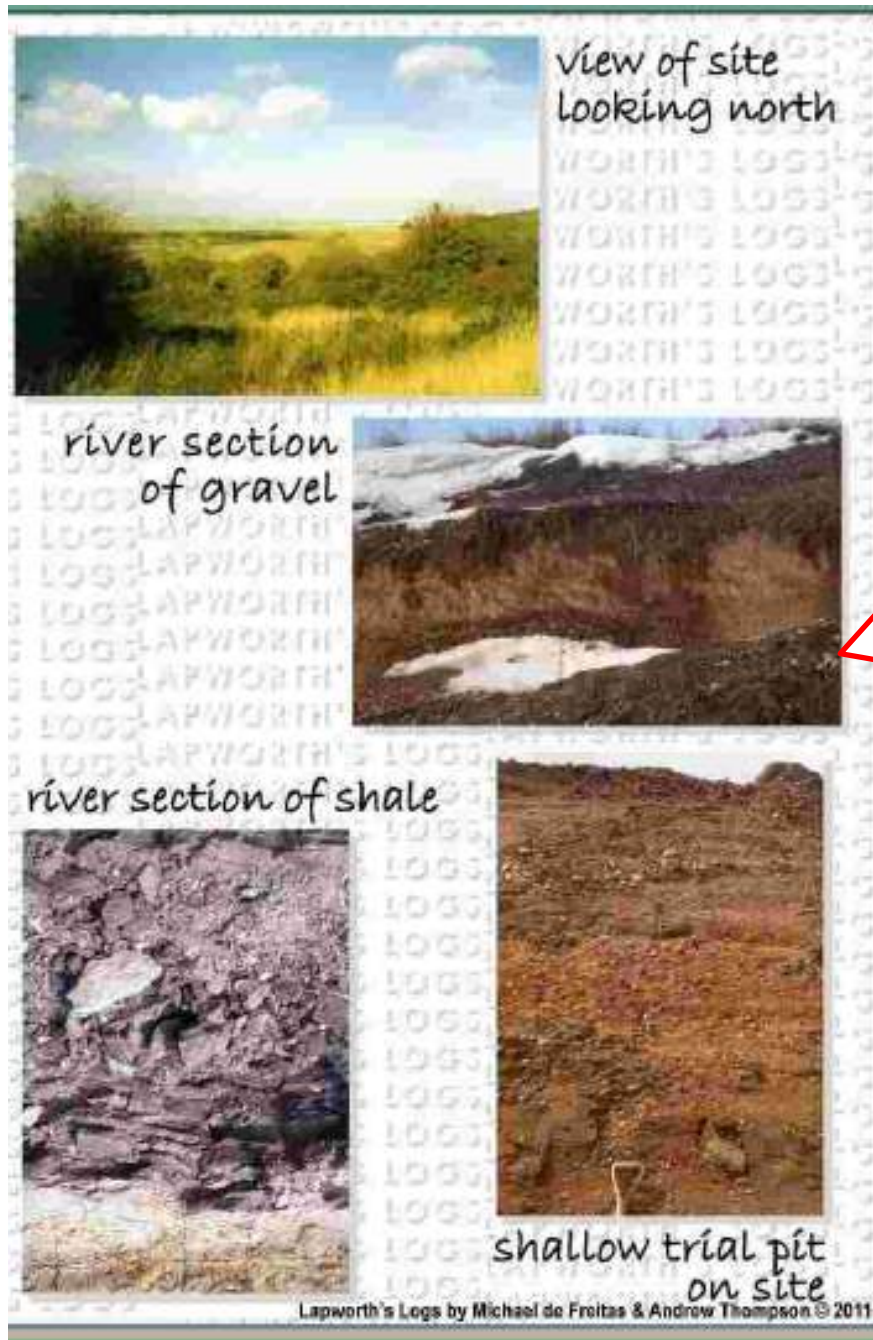 view of site
looking north
river section
of gravel
river section of shale
shallow trial pit
on site
Lapworth's Logs by Michael de Freitas & Andrew Thompson © 2011